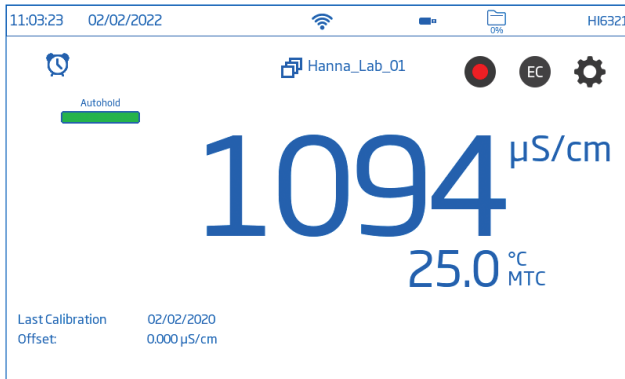 11:03:23 02/02/2022 HI6321
0%
Hanna_Lab_01 EC
Autohold
1094 µS/cm
25.0 °C
MTC
Last Calibration 02/02/2020
Offset: 0.000 µS/cm